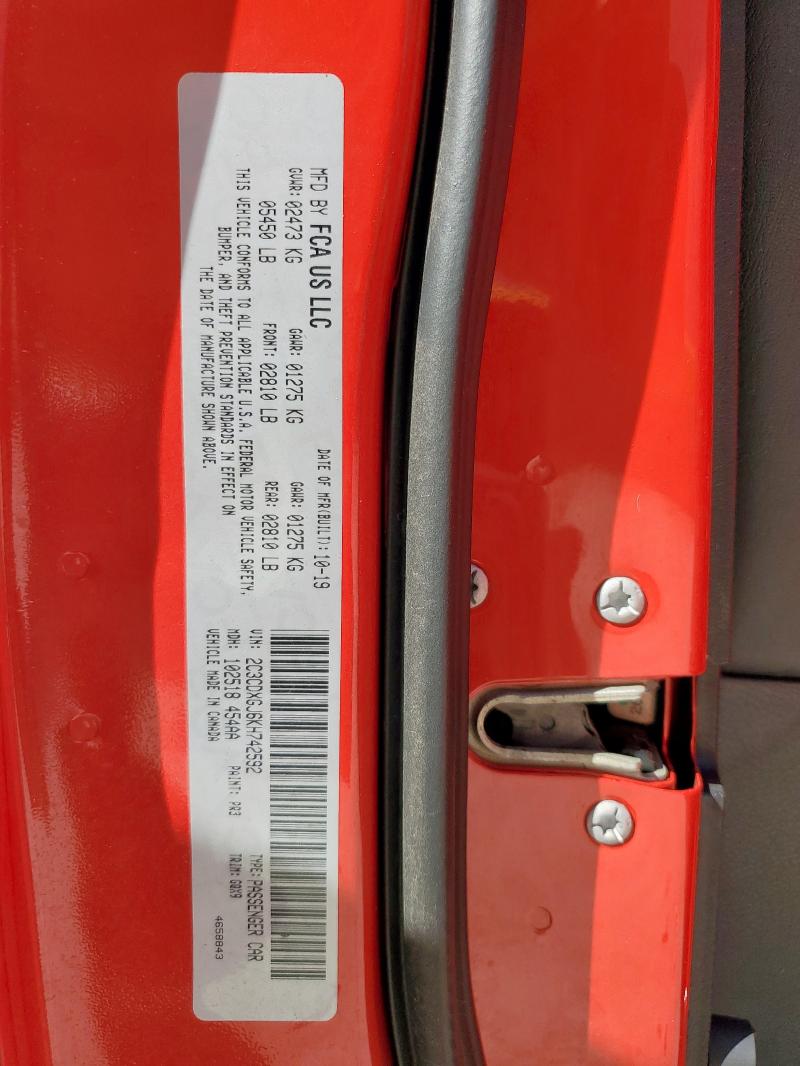 MFD BY FCA US LLC
DATE OF MFR(BUILT): 10-19
GVWR: 02473 KG GAWR: 01275 KG GAWR: 01275 KG
05450 LB FRONT: 02810 LB REAR: 02810 LB
THIS VEHICLE CONFORMS TO ALL APPLICABLE U.S.A. FEDERAL MOTOR VEHICLE SAFETY,
BUMPER, AND THEFT PREVENTION STANDARDS IN EFFECT ON
THE DATE OF MANUFACTURE SHOWN ABOVE.
VIN: 2C3CDXGJ6KH742592 TYPE: PASSENGER CAR
MDH: 102518 454AA PAINT: PR3 TRIM: GQX9
VEHICLE MADE IN CANADA
4658843